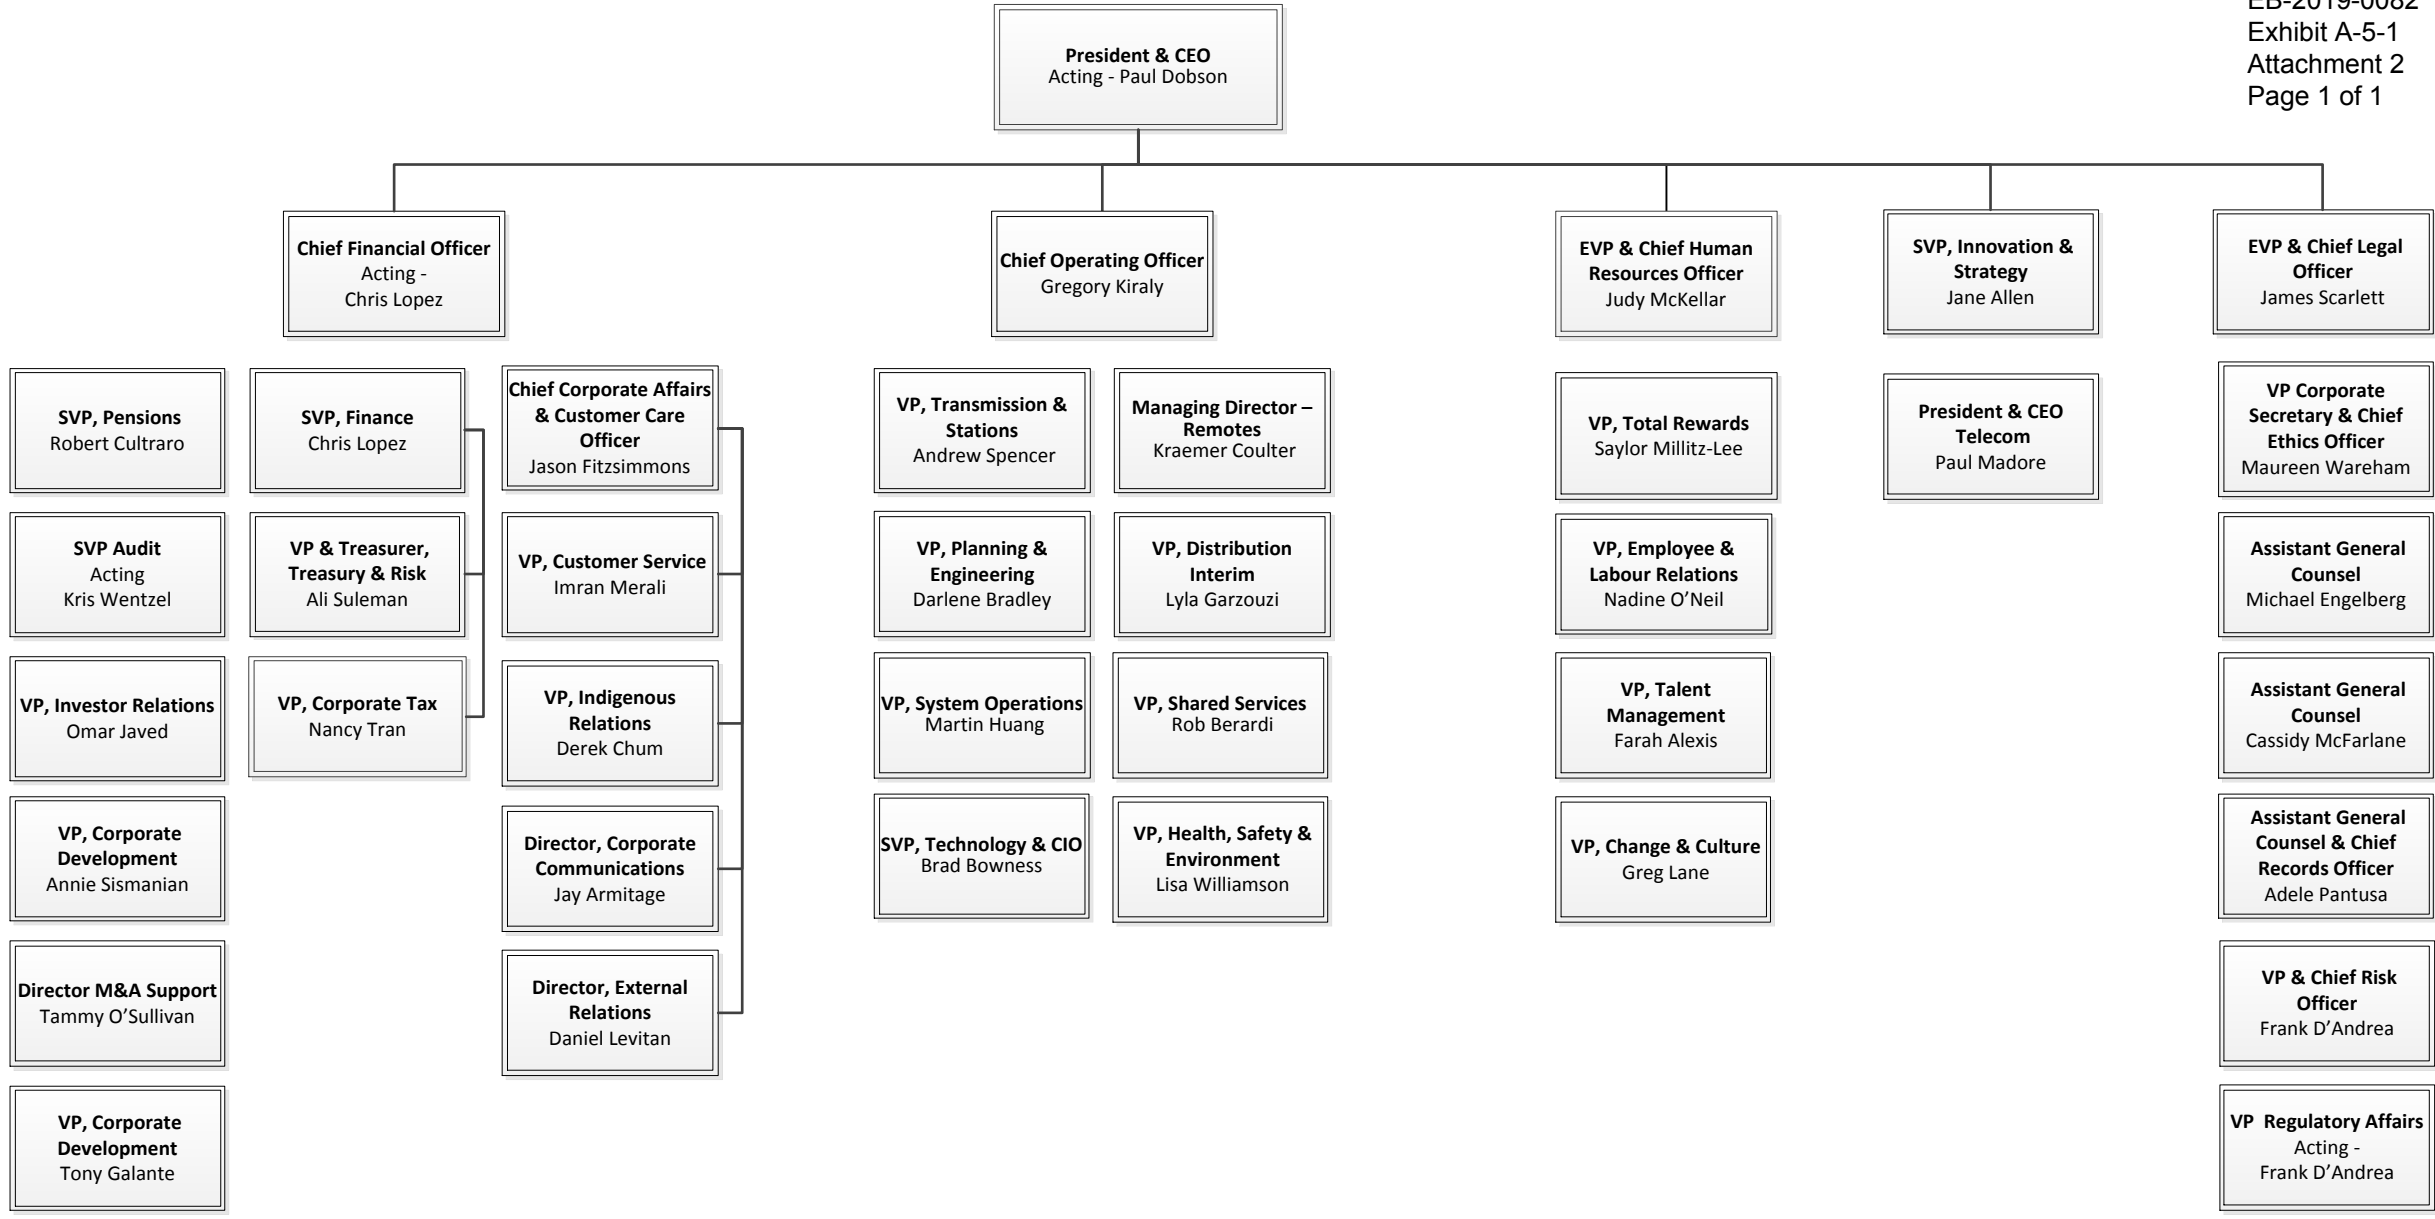 EB-2019-0082
Exhibit A-5-1
Attachment 2
Page 1 of 1
President & CEO
Acting - Paul Dobson
Chief Financial Officer
Acting -
Chris Lopez
Chief Operating Officer
Gregory Kiraly
EVP & Chief Human
Resources Officer
Judy McKellar
SVP, Innovation &
Strategy
Jane Allen
EVP & Chief Legal
Officer
James Scarlett
SVP, Pensions
Robert Cultraro
SVP Audit
Acting
Kris Wentzel
VP, Investor Relations
Omar Javed
VP, Corporate
Development
Annie Sismanian
Director M&A Support
Tammy O’Sullivan
VP, Corporate
Development
Tony Galante
SVP, Finance
Chris Lopez
VP & Treasurer,
Treasury & Risk
Ali Suleman
VP, Corporate Tax
Nancy Tran
Chief Corporate Affairs
& Customer Care
Officer
Jason Fitzsimmons
VP, Customer Service
Imran Merali
VP, Indigenous
Relations
Derek Chum
Director, Corporate
Communications
Jay Armitage
Director, External
Relations
Daniel Levitan
VP, Transmission &
Stations
Andrew Spencer
VP, Planning &
Engineering
Darlene Bradley
VP, System Operations
Martin Huang
SVP, Technology & CIO
Brad Bowness
Managing Director –
Remotes
Kraemer Coulter
VP, Distribution
Interim
Lyla Garzouzi
VP, Shared Services
Rob Berardi
VP, Health, Safety &
Environment
Lisa Williamson
VP, Total Rewards
Saylor Millitz-Lee
VP, Employee &
Labour Relations
Nadine O’Neil
VP, Talent
Management
Farah Alexis
VP, Change & Culture
Greg Lane
President & CEO
Telecom
Paul Madore
VP Corporate
Secretary & Chief
Ethics Officer
Maureen Wareham
Assistant General
Counsel
Michael Engelberg
Assistant General
Counsel
Cassidy McFarlane
Assistant General
Counsel & Chief
Records Officer
Adele Pantusa
VP & Chief Risk
Officer
Frank D’Andrea
VP Regulatory Affairs
Acting -
Frank D’Andrea